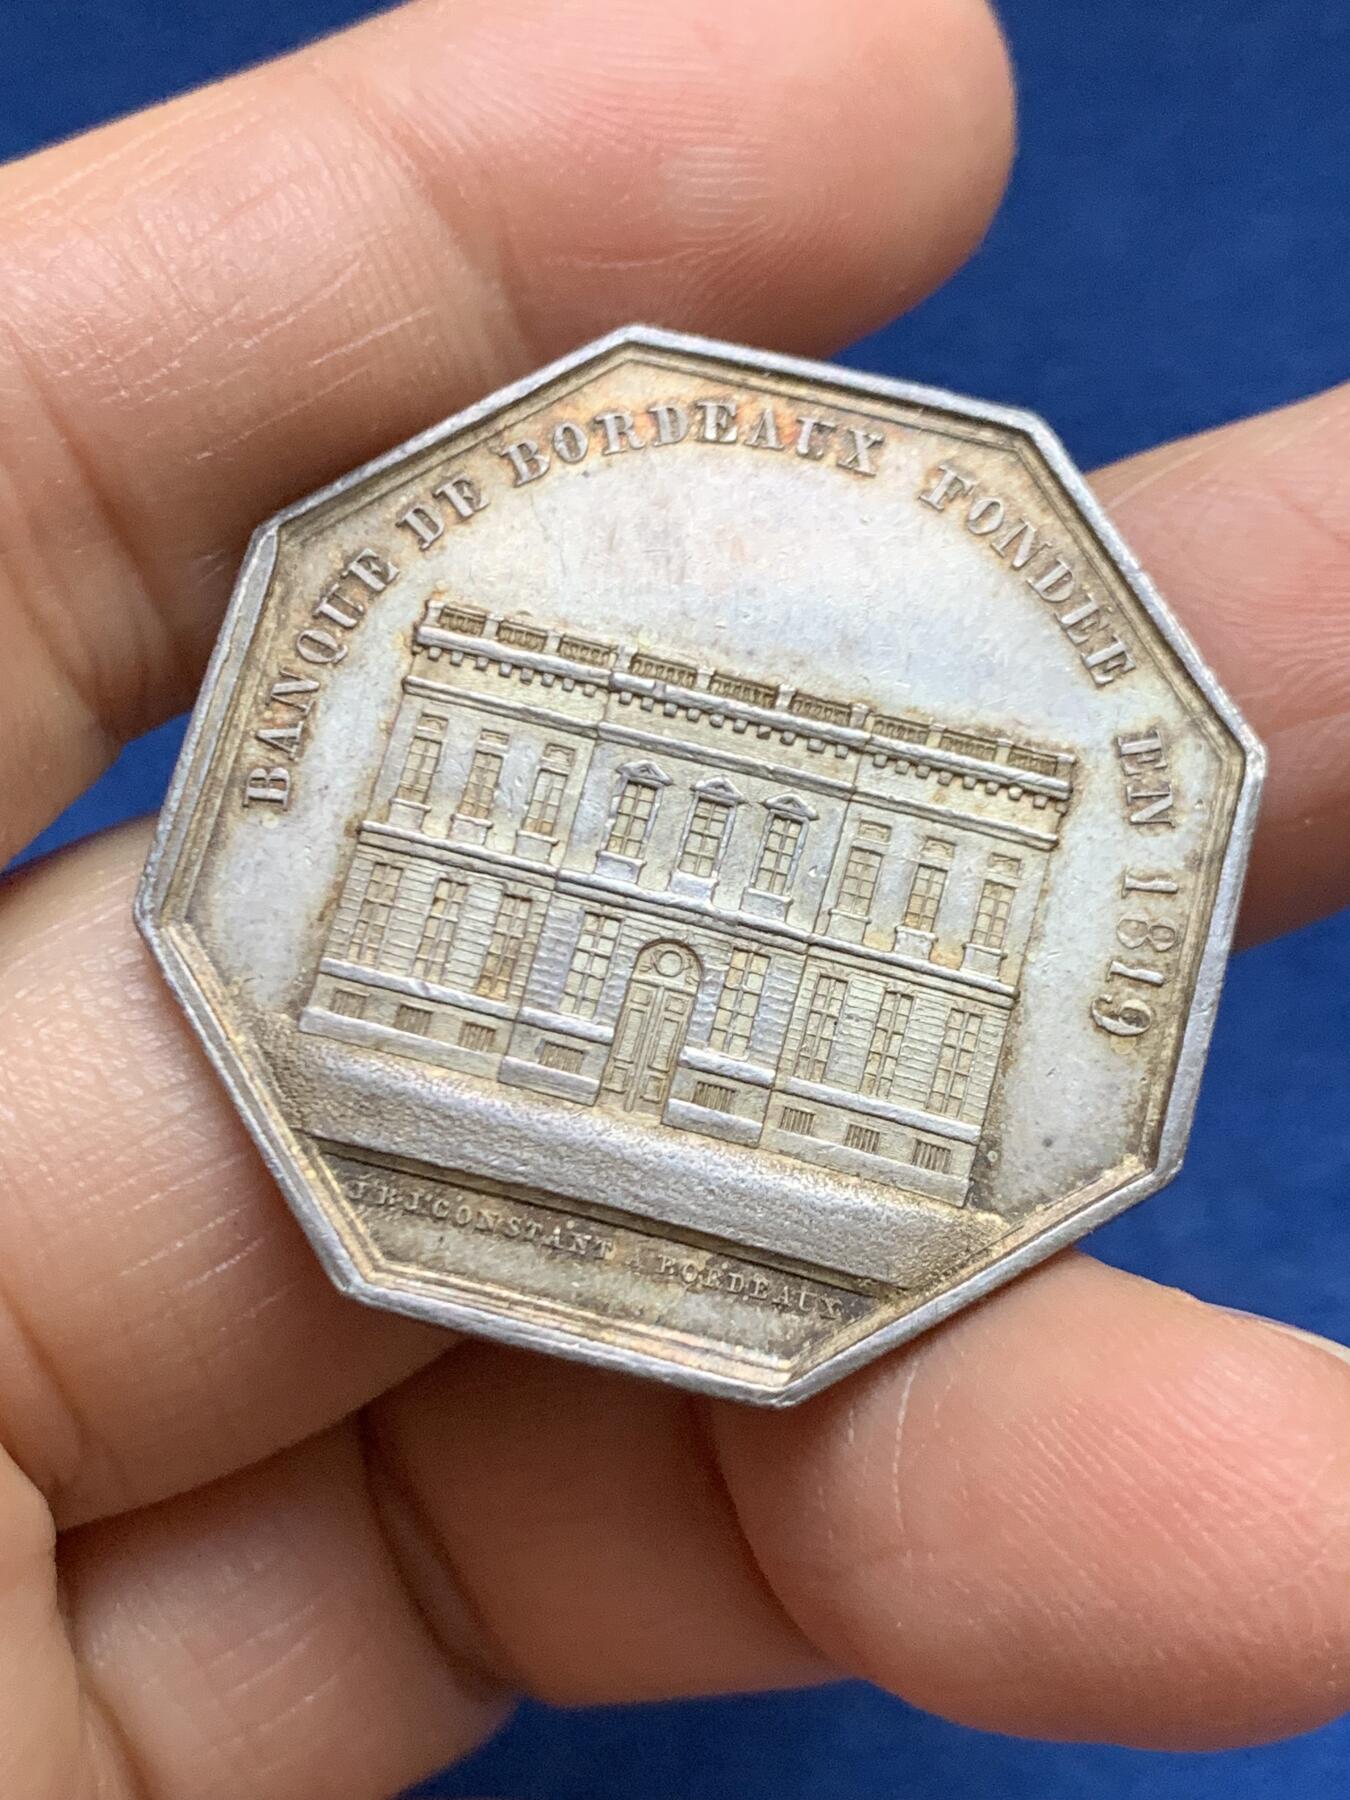 BANQUE DE BORDEAUX FONDÉE EN 1819
J B J CONSTANT A BORDEAUX